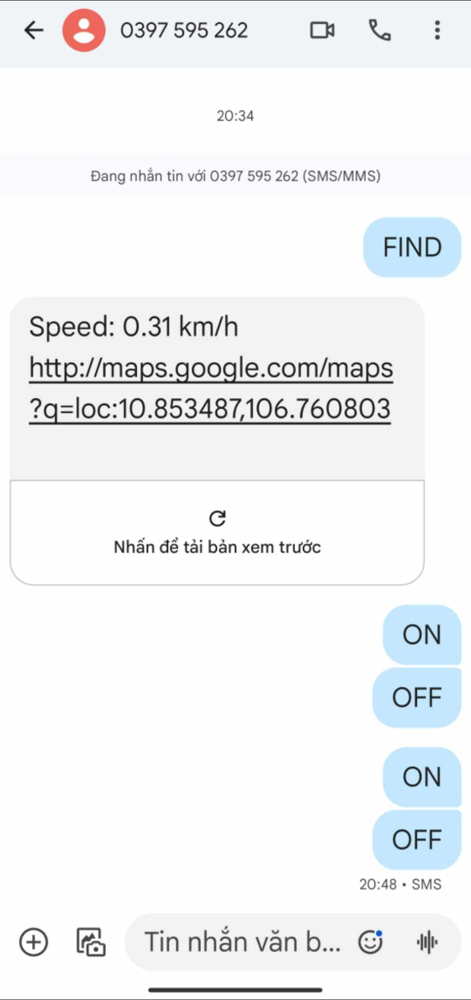 0397 595 262
20:34
Đang nhắn tin với 0397 595 262 (SMS/MMS)
FIND
Speed: 0.31 km/h
http://maps.google.com/maps
?q=loc:10.853487,106.760803
Nhấn để tải bản xem trước
ON
OFF
ON
OFF
20:48 • SMS
Tin nhắn văn b...